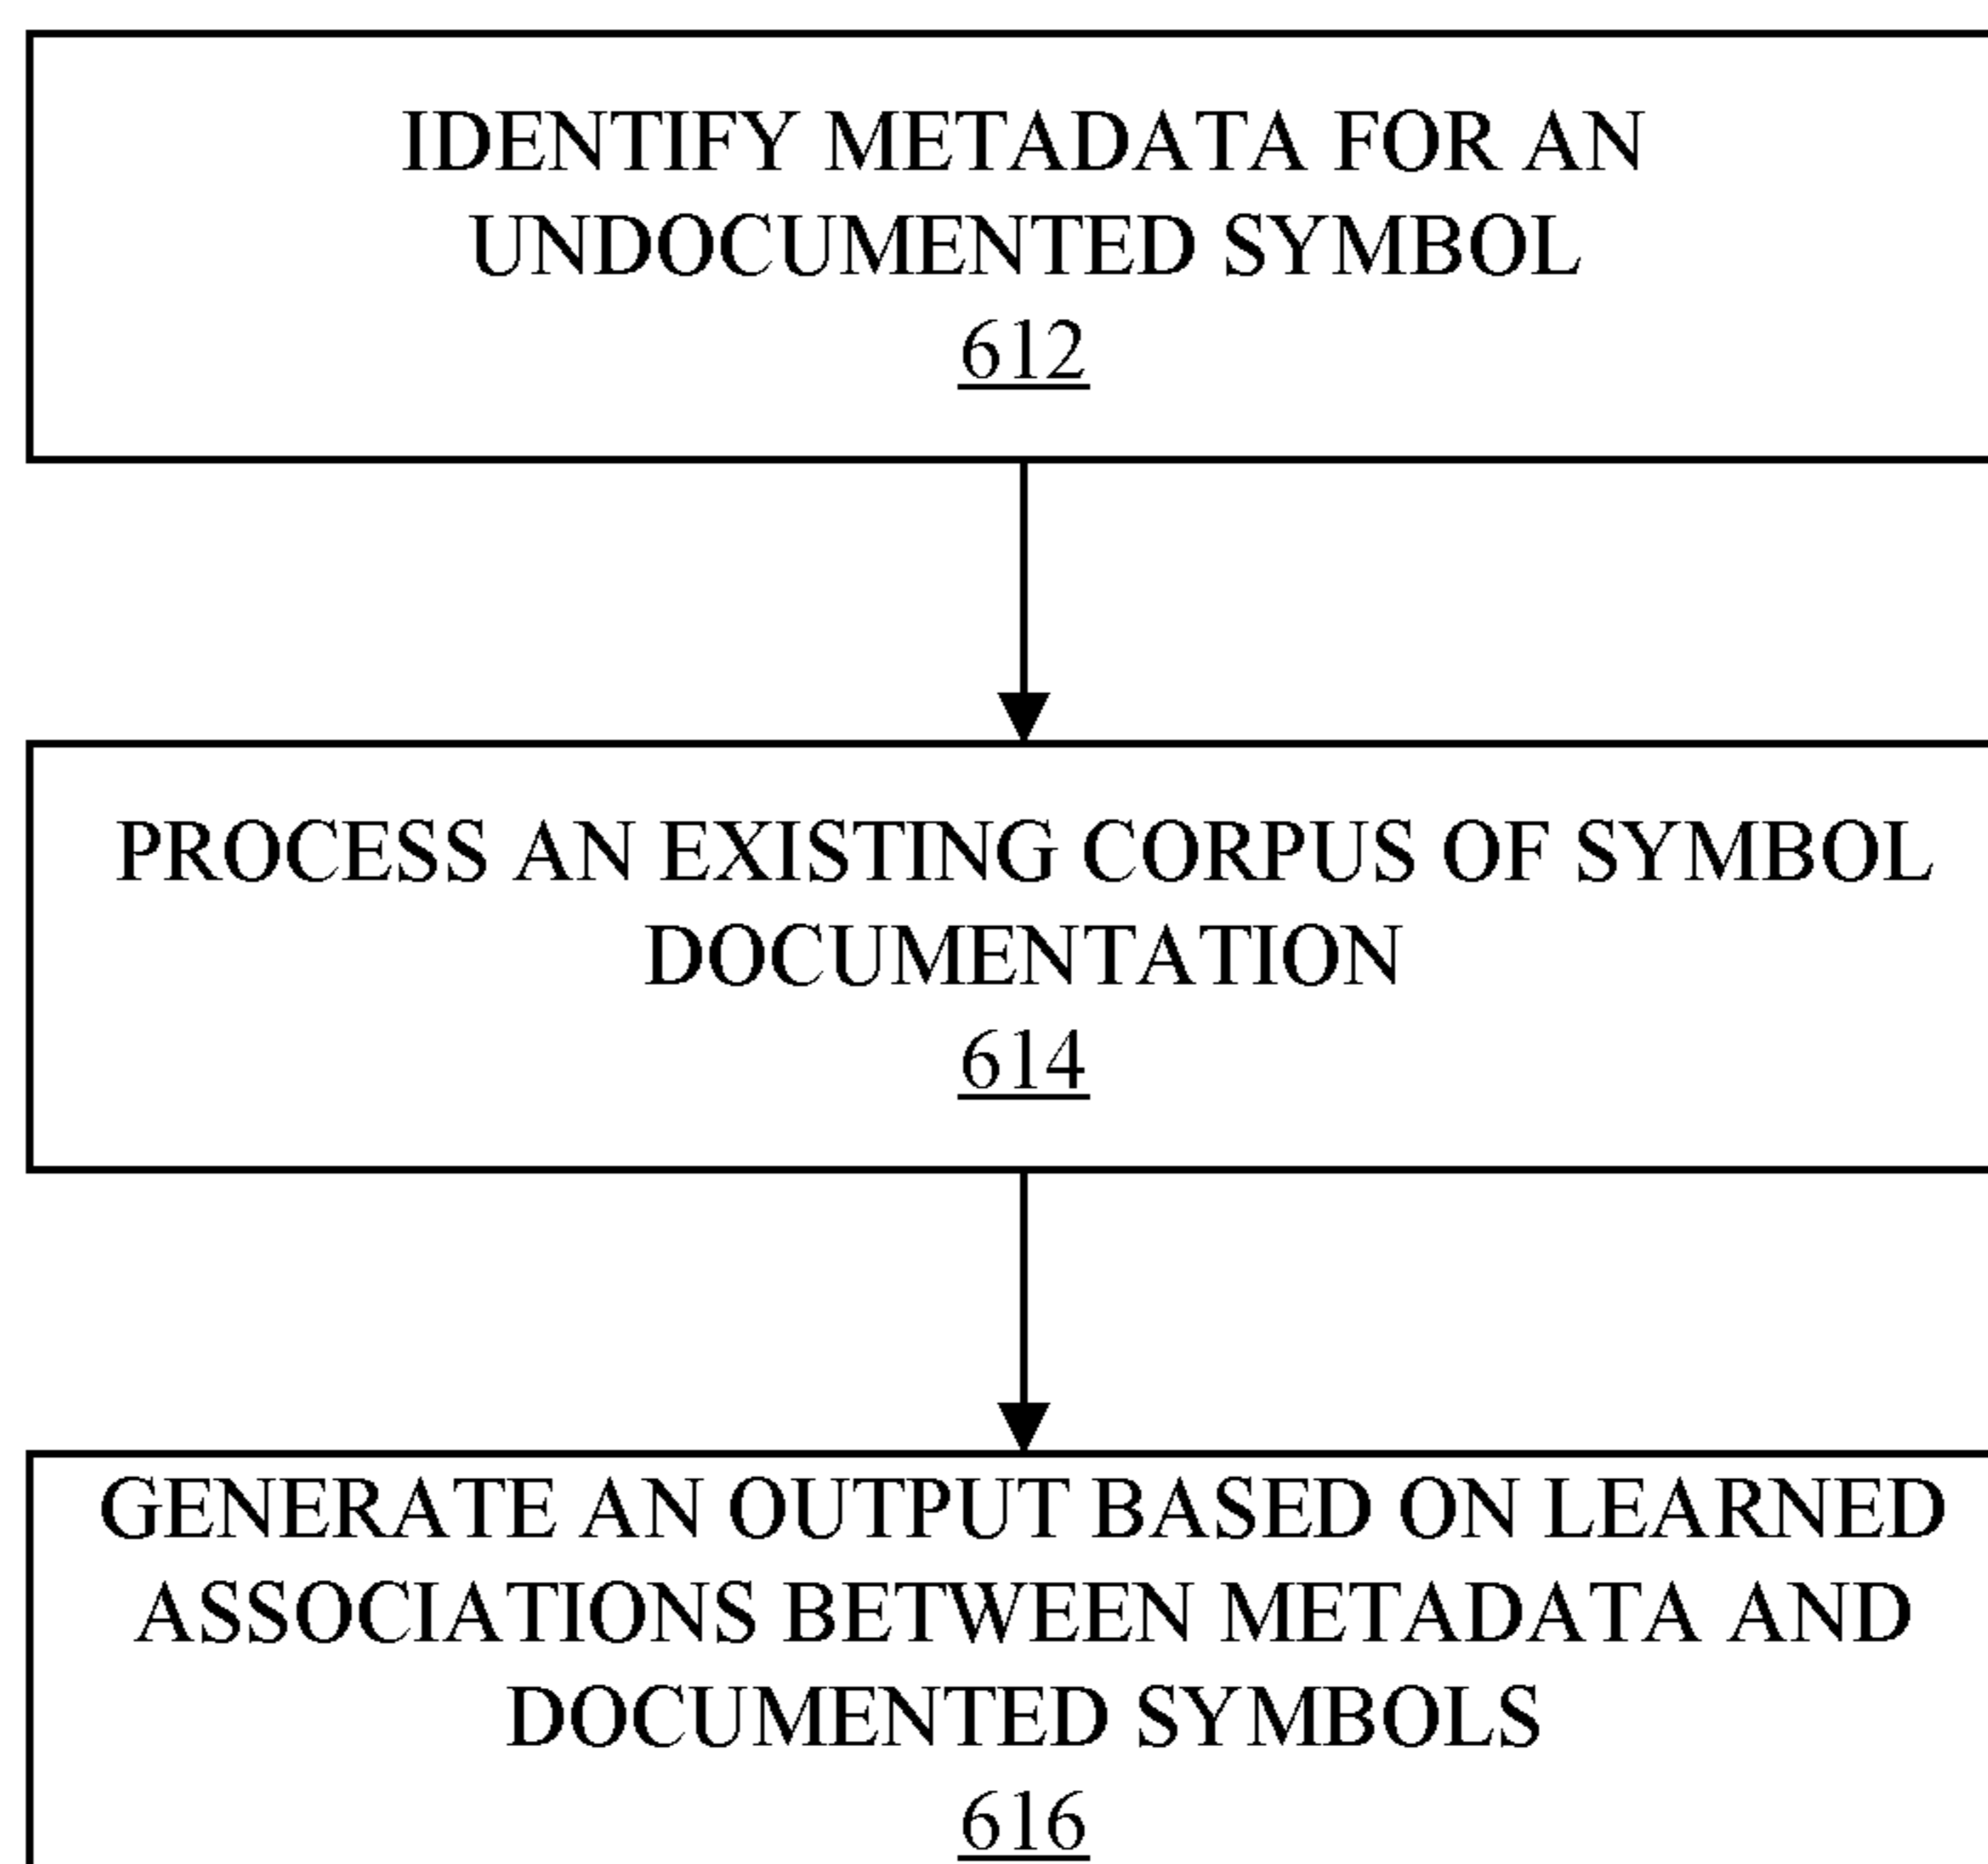 IDENTIFY METADATA FOR AN
UNDOCUMENTED SYMBOL
612
PROCESS AN EXISTING CORPUS OF SYMBOL
DOCUMENTATION
614
GENERATE AN OUTPUT BASED ON LEARNED
ASSOCIATIONS BETWEEN METADATA AND
DOCUMENTED SYMBOLS
616